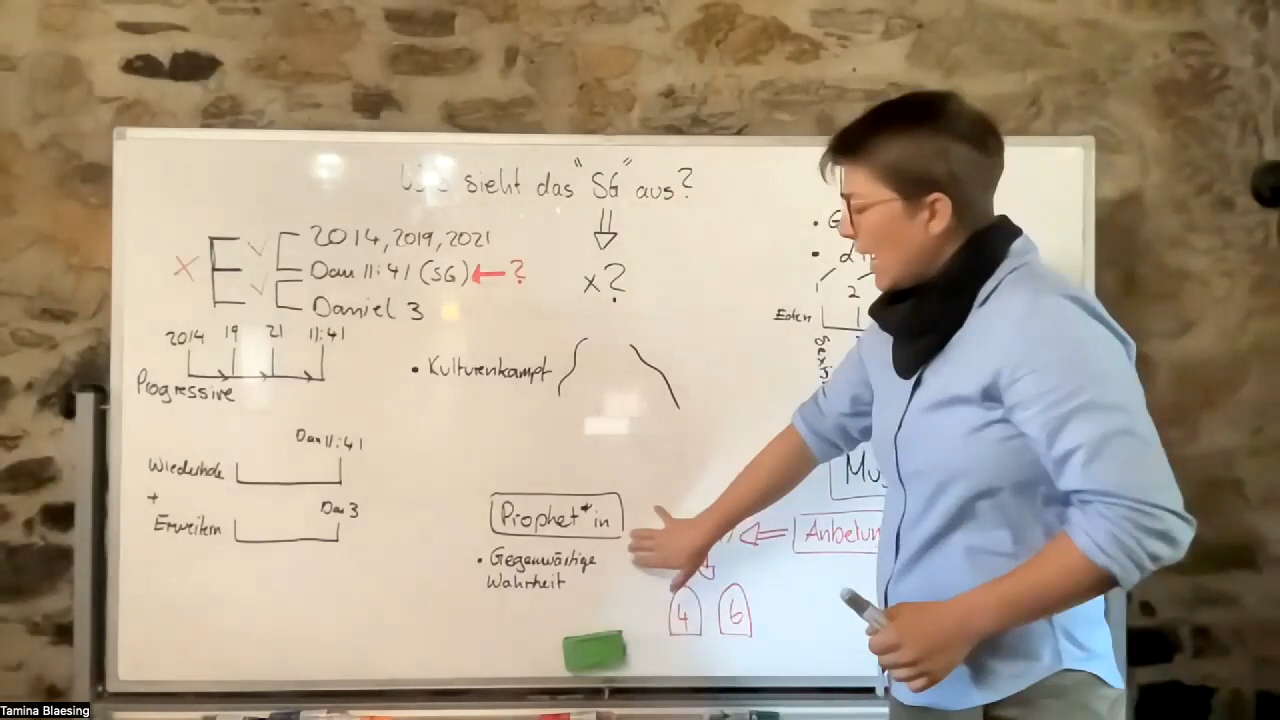 sieht das "SG" aus?
x E
2014, 2019, 2021
Dan 11:41 (SG) ← ?
Daniel 3
x?
2014 19 21 11:41
Progressive
• Kulturenkampf
Dan 11:41
Wiederhole
+
Erweitern
Dan 3
Prophet*in
• Gegenwärtige
Wahrheit
4 6
2
Eden
Anbetun
Tamina Blaesing